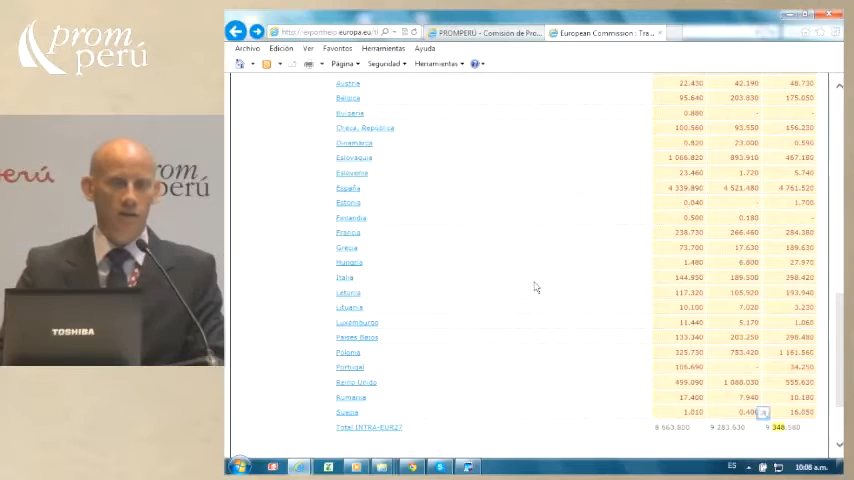 prom
perú
erú
rom
perú
TOSHIBA
http://exporthelp.europa.eu/t
PROMPERÚ - Comisión de Pro...
European Commission : Tra...
Archivo Edición Ver Favoritos Herramientas Ayuda
Página Seguridad Herramientas
Austria 22.430 42.190 48.730
Bélgica 95.640 203.830 175.050
Bulgaria 0.880 - -
Checa, República 100.560 93.550 156.230
Dinamarca 0.820 23.000 0.590
Eslovaquia 1 066.820 893.910 467.180
Eslovenia 23.460 1.720 5.740
España 4 339.890 4 521.480 4 761.520
Estonia 0.040 - 1.700
Finlandia 0.500 0.180 -
Francia 238.730 266.460 284.380
Grecia 73.700 17.630 189.630
Hungría 1.480 6.800 27.970
Italia 144.950 189.500 398.420
Letonia 117.320 105.920 193.940
Lituania 10.100 7.020 3.230
Luxemburgo 11.440 5.170 1.060
Países Bajos 133.340 203.250 298.480
Polonia 325.730 753.420 1 161.560
Portugal 106.690 - 34.250
Reino Unido 499.090 1 088.030 555.620
Rumania 17.400 7.940 10.180
Suecia 1.010 0.400 16.050
Total INTRA-EUR27 8 663.800 9 283.630 9 348.580
ES 10:08 a.m.